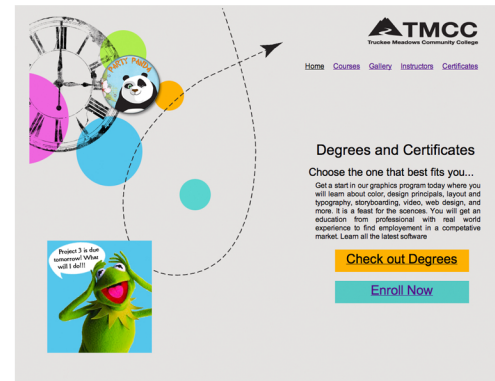 TMCC
Truckee Meadows Community College
PARTY PANDA
Home Courses Gallery Instructors Certificates
Degrees and Certificates
Choose the one that best fits you...
Get a start in our graphics program today where you
will learn about color, design principals, layout and
typography, storyboarding, video, web design, and
more. It is a feast for the scences. You will get an
education from professional with real world
experience to find employement in a competative
market. Learn all the latest software
Check out Degrees
Enroll Now
Project 3 is due
tomorrow! What
will I do!!!